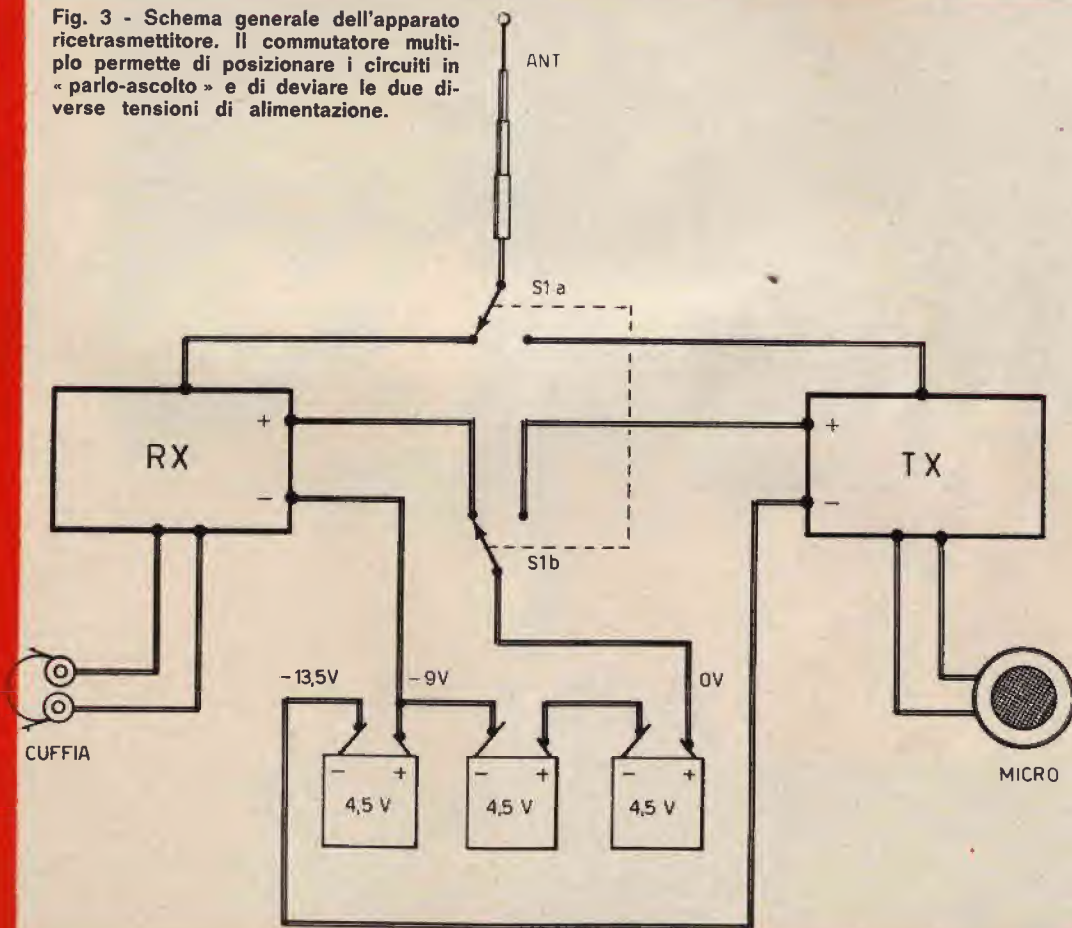 Fig. 3 - Schema generale dell'apparato
ricetrasmettitore. Il commutatore multi-
plo permette di posizionare i circuiti in
« parlo-ascolto » e di deviare le due di-
verse tensioni di alimentazione.
ANT
S1a
+
RX
-
+
TX
-
S1b
-13,5V
-9V
0V
CUFFIA
- +
4,5 V
- +
4,5 V
- +
4,5 V
MICRO